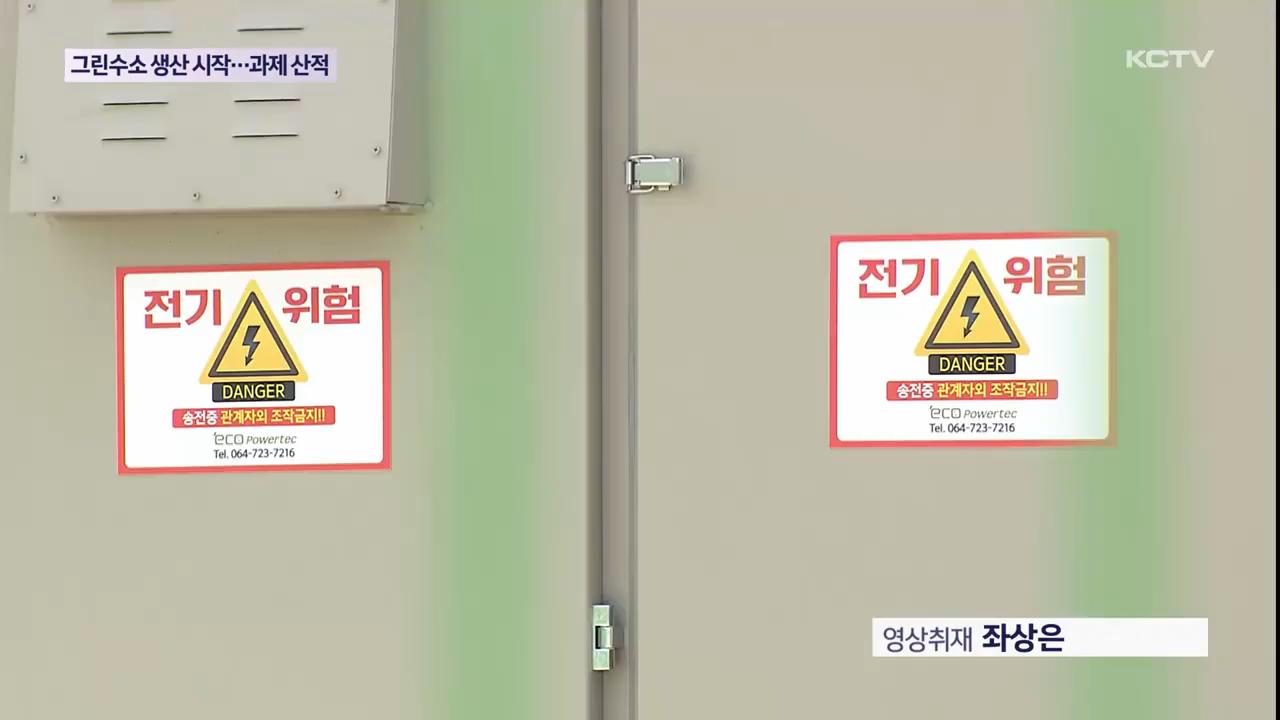 그린수소 생산 시작…과제 산적
KCTV
전기 위험
DANGER
송전중 관계자외 조작금지!!
eco Powertec
Tel. 064-723-7216
전기 위험
DANGER
송전중 관계자외 조작금지!!
eco Powertec
Tel. 064-723-7216
영상취재 좌상은